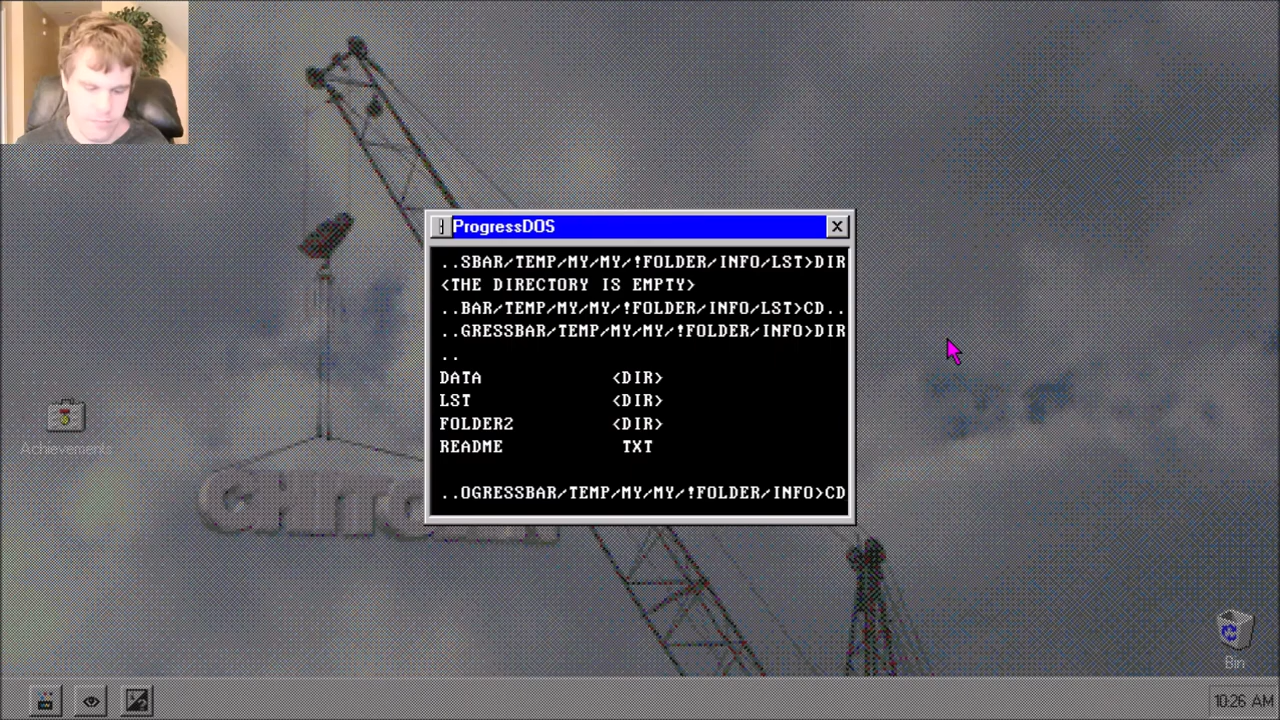 ProgressDOS
..SBAR/TEMP/MY/MY/!FOLDER/INFO/LST>DIR
<THE DIRECTORY IS EMPTY>
..BAR/TEMP/MY/MY/!FOLDER/INFO/LST>CD..
..GRESSBAR/TEMP/MY/MY/!FOLDER/INFO>DIR
..
DATA <DIR>
LST <DIR>
FOLDER2 <DIR>
README TXT
..OGRESSBAR/TEMP/MY/MY/!FOLDER/INFO>CD
Achievements
Bin
10:26 AM